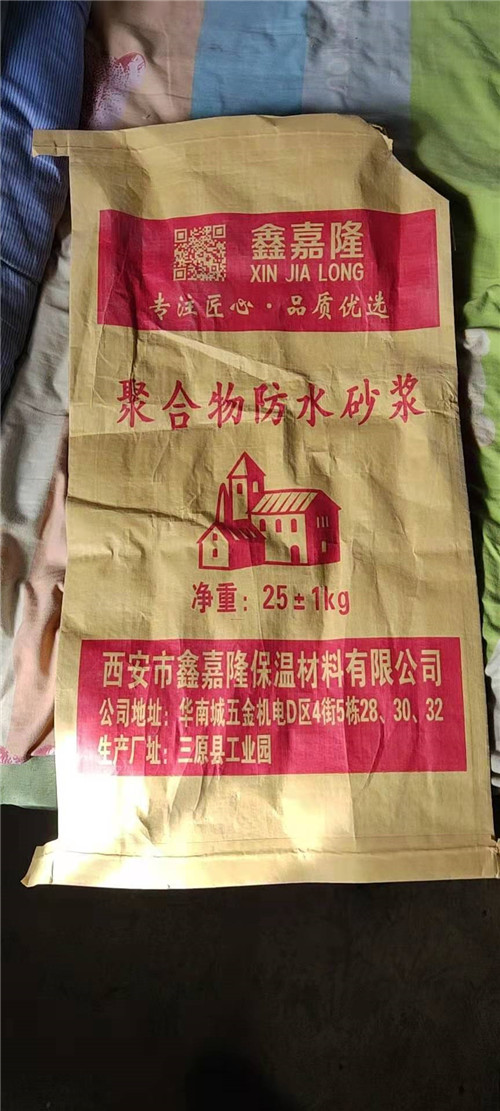 鑫嘉隆
XIN JIA LONG
专注匠心·品质优选
聚合物防水砂浆
净重：25±1kg
西安市鑫嘉隆保温材料有限公司
公司地址：华南城五金机电D区4街5栋28、30、32
生产厂址：三原县工业园